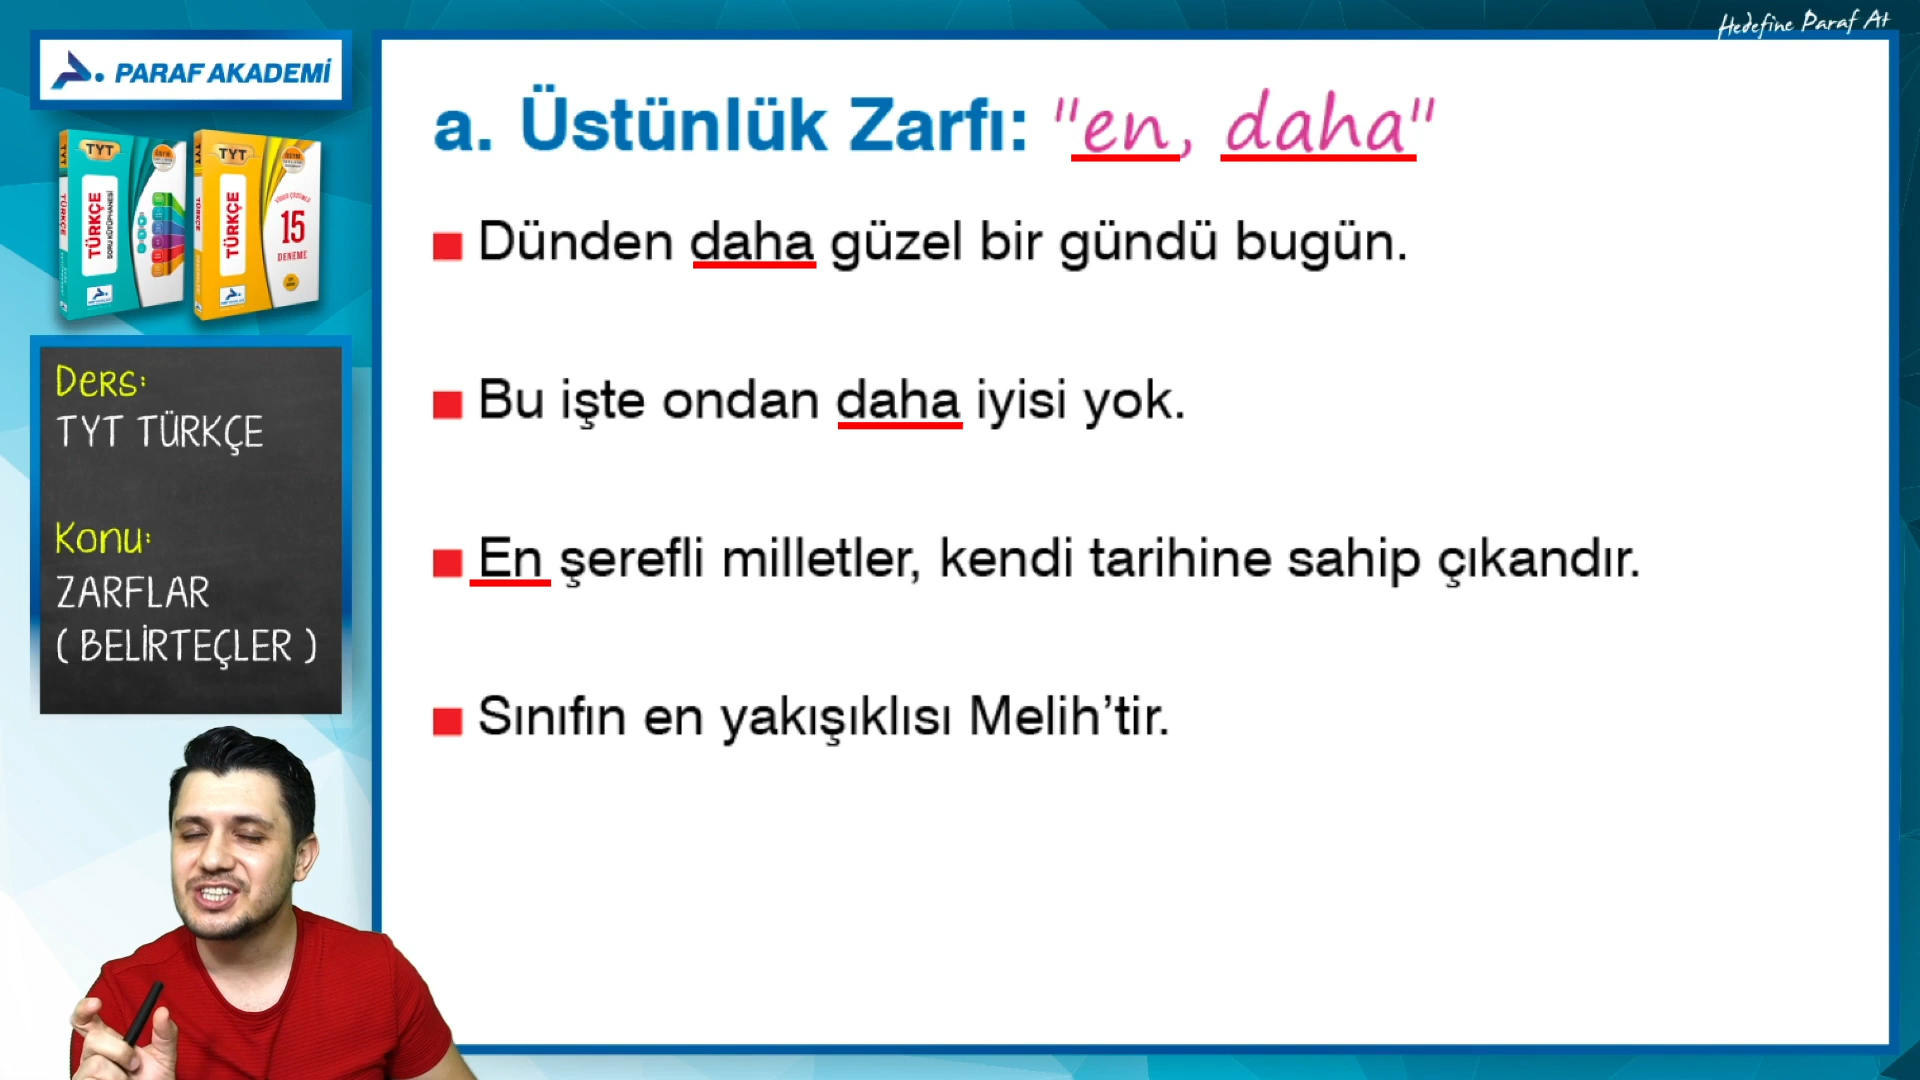 Hedefine Paraf At
PARAF AKADEMİ
a. Üstünlük Zarfı: "en, daha"
Dünden daha güzel bir gündü bugün.
Bu işte ondan daha iyisi yok.
En şerefli milletler, kendi tarihine sahip çıkandır.
Sınıfın en yakışıklısı Melih'tir.
TYT
TÜRKÇE
SORU KÜTÜPHANESİ
TYT
TÜRKÇE
15
DENEME
Ders:
TYT TÜRKÇE
Konu:
ZARFLAR
( BELİRTEÇLER )